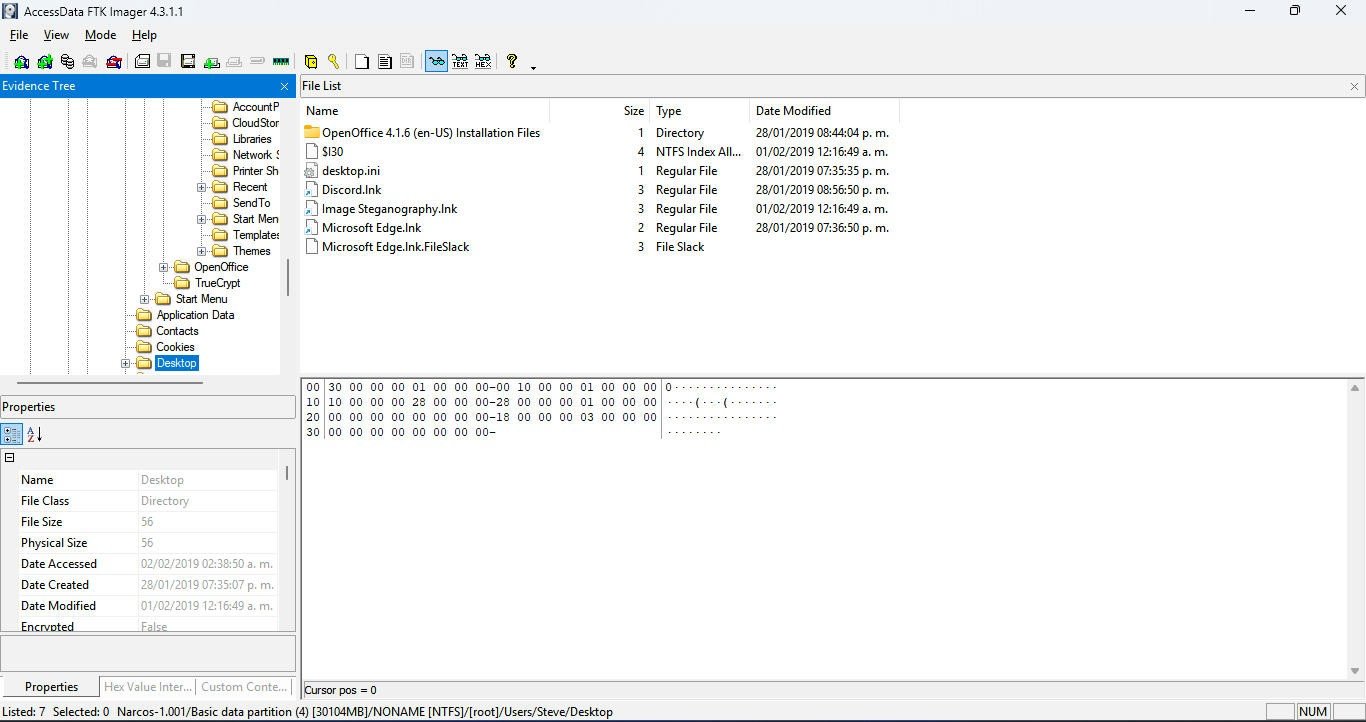 AccessData FTK Imager 4.3.1.1
File View Mode Help
TEXT HEX
Evidence Tree
AccountP
CloudStor
Libraries
Network S
Printer Sh
Recent
SendTo
Start Men
Templates
Themes
OpenOffice
TrueCrypt
Start Menu
Application Data
Contacts
Cookies
Desktop
File List
Name Size Type Date Modified
OpenOffice 4.1.6 (en-US) Installation Files 1 Directory 28/01/2019 08:44:04 p. m.
$I30 4 NTFS Index All... 01/02/2019 12:16:49 a. m.
desktop.ini 1 Regular File 28/01/2019 07:35:35 p. m.
Discord.lnk 3 Regular File 28/01/2019 08:56:50 p. m.
Image Steganography.lnk 3 Regular File 01/02/2019 12:16:49 a. m.
Microsoft Edge.lnk 2 Regular File 28/01/2019 07:36:50 p. m.
Microsoft Edge.lnk.FileSlack 3 File Slack
Properties
Name Desktop
File Class Directory
File Size 56
Physical Size 56
Date Accessed 02/02/2019 02:38:50 a. m.
Date Created 28/01/2019 07:35:07 p. m.
Date Modified 01/02/2019 12:16:49 a. m.
Encrypted False
Properties Hex Value Inter... Custom Conte...
00 30 00 00 00 01 00 00 00-00 10 00 00 01 00 00 00 0···············
10 10 00 00 00 28 00 00 00-28 00 00 00 01 00 00 00 ····(···(·······
20 00 00 00 00 00 00 00 00-18 00 00 00 03 00 00 00 ················
30 00 00 00 00 00 00 00 00- ········
Cursor pos = 0
Listed: 7 Selected: 0 Narcos-1.001/Basic data partition (4) [30104MB]/NONAME [NTFS]/[root]/Users/Steve/Desktop NUM